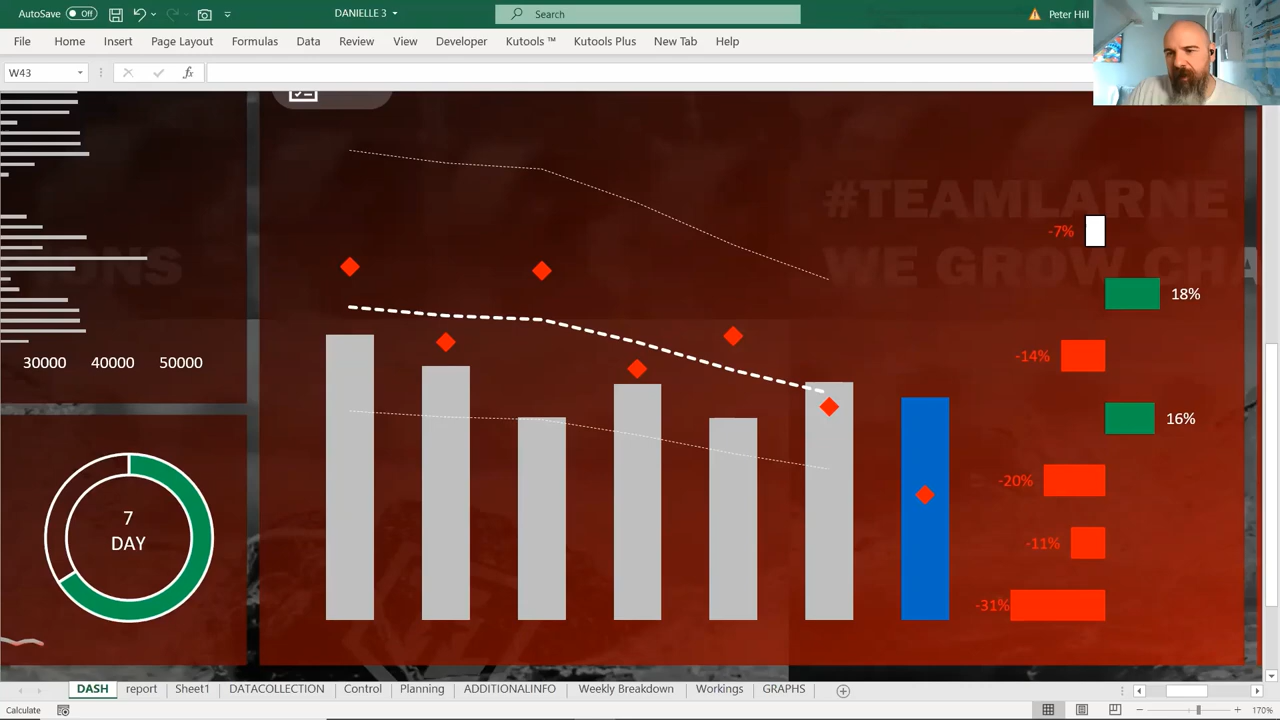 AutoSave Off
DANIELLE 3
Search
Peter Hill
File Home Insert Page Layout Formulas Data Review View Developer Kutools ™ Kutools Plus New Tab Help
W43
fx
#TEAMLARNE
-7%
WE GROW CHA
IONS
18%
30000 40000 50000
-14%
16%
-20%
7
DAY
-11%
-31%
DASH report Sheet1 DATACOLLECTION Control Planning ADDITIONALINFO Weekly Breakdown Workings GRAPHS
Calculate
170%